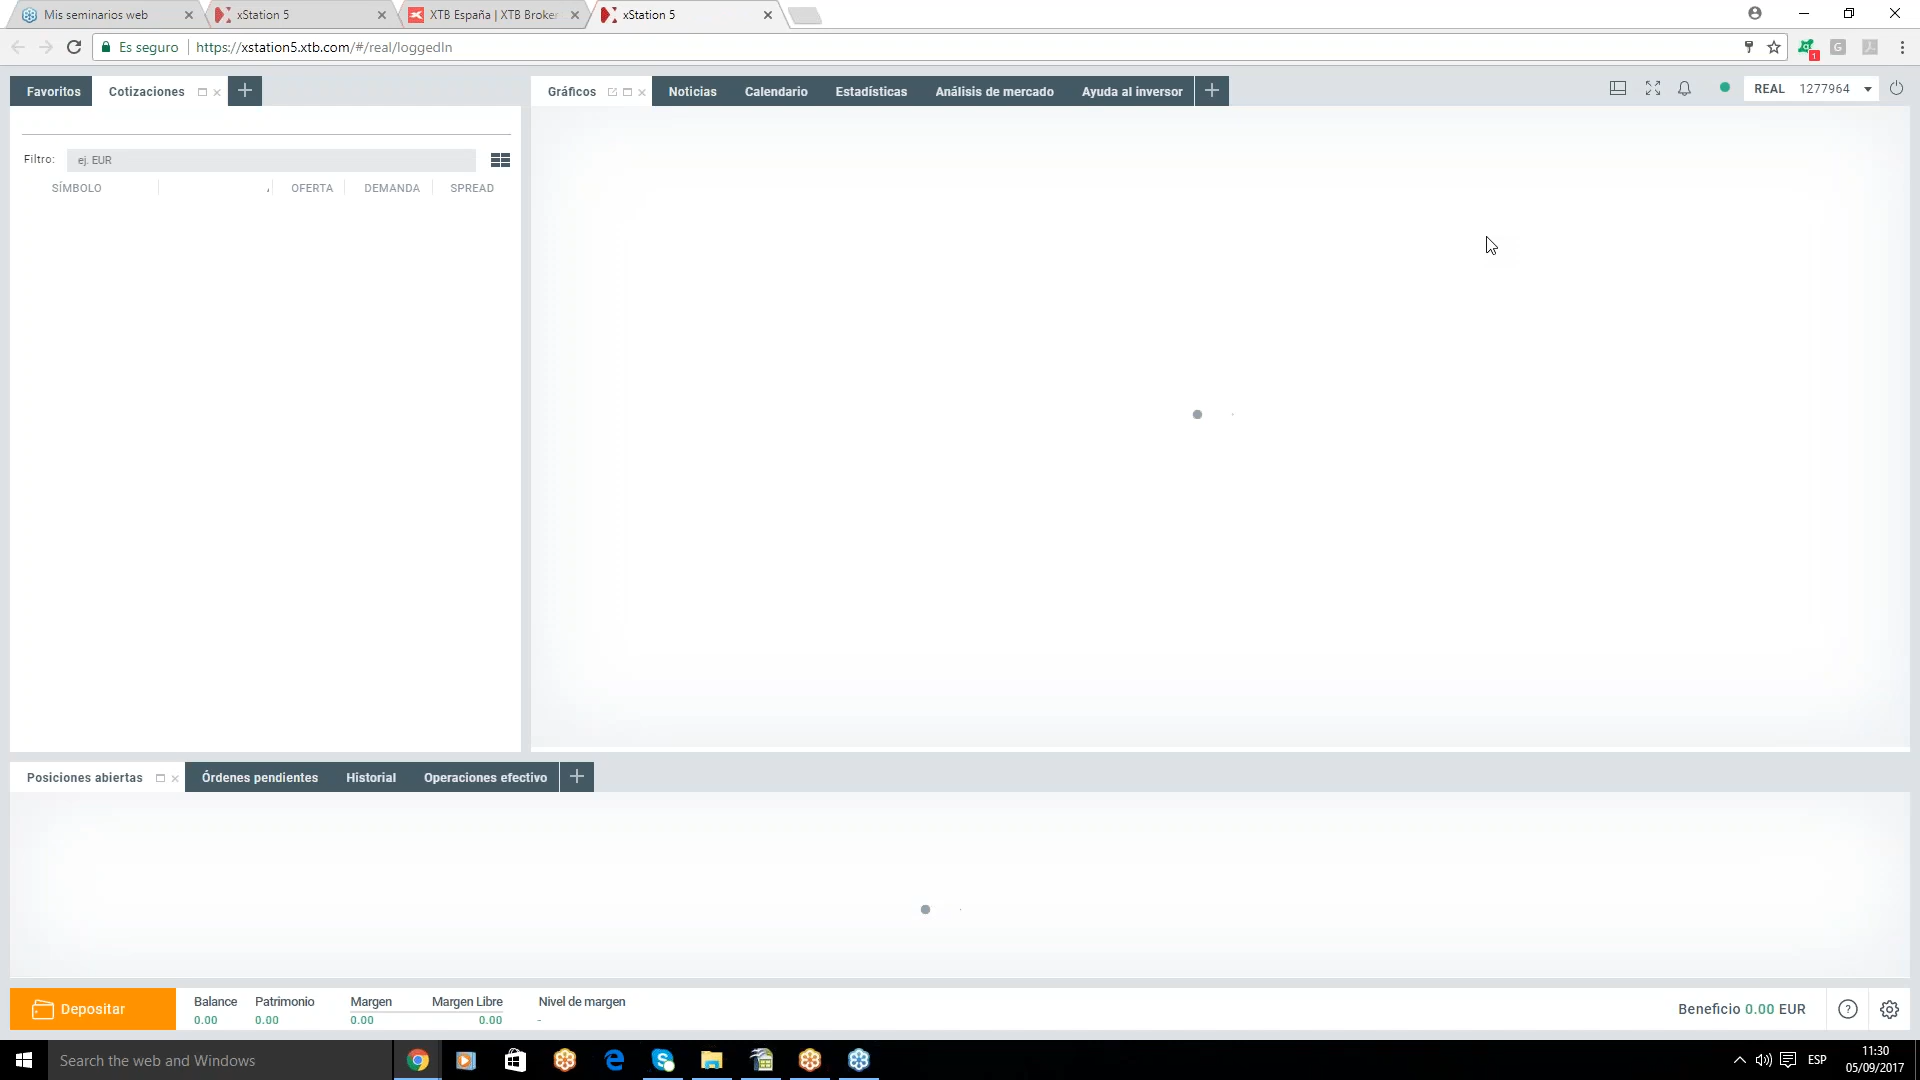 Mis seminarios web
xStation 5
XTB España | XTB Broker
xStation 5
Es seguro
https://xstation5.xtb.com/#/real/loggedIn
1
G
Favoritos
Cotizaciones
Gráficos
Noticias
Calendario
Estadísticas
Análisis de mercado
Ayuda al inversor
REAL 1277964
Filtro:
ej. EUR
SÍMBOLO
OFERTA
DEMANDA
SPREAD
Posiciones abiertas
Órdenes pendientes
Historial
Operaciones efectivo
Depositar
Balance
Patrimonio
Margen
Margen Libre
Nivel de margen
0.00
0.00
0.00
0.00
-
Beneficio 0.00 EUR
?
Search the web and Windows
ESP
11:30
05/09/2017